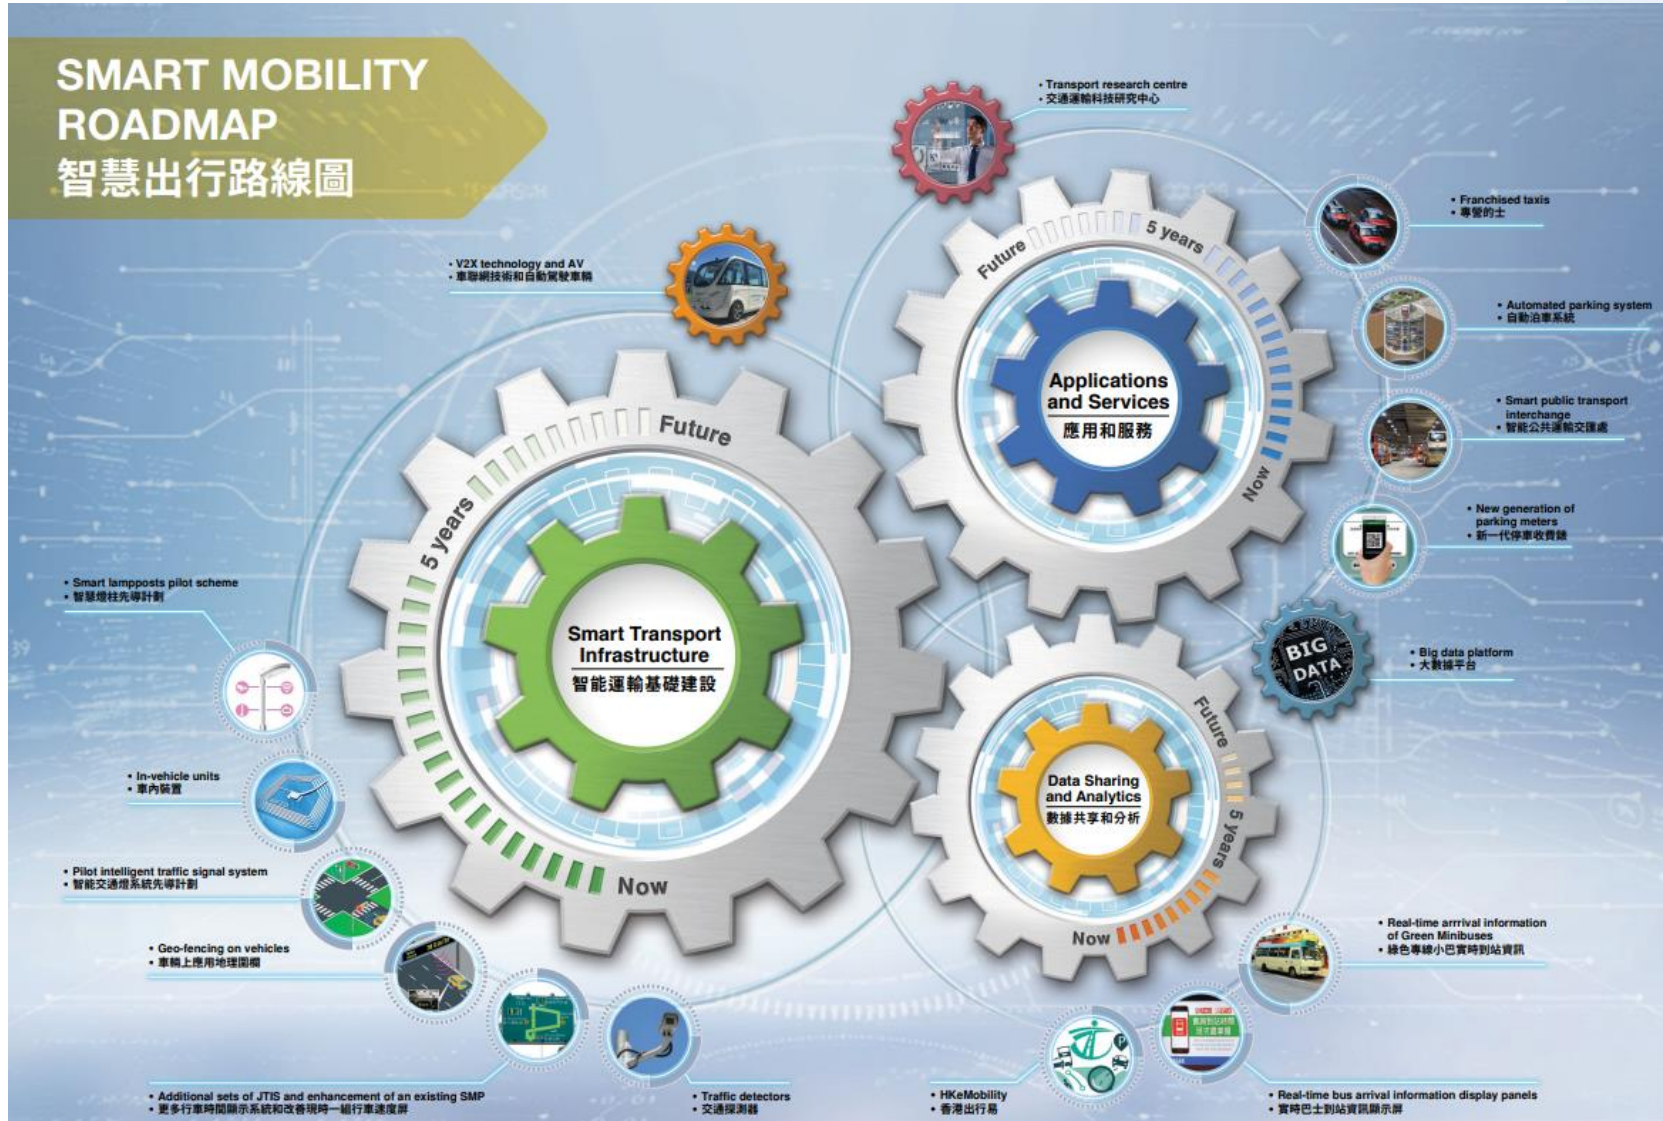 SMART MOBILITY
ROADMAP
智慧出行路線圖
• Transport research centre
• 交通運輸科技研究中心
• Franchised taxis
• 專營的士
• V2X technology and AV
• 車聯網技術和自動駕駛車輛
• Automated parking system
• 自動泊車系統
• Smart public transport
interchange
• 智能公共運輸交匯處
• New generation of
parking meters
• 新一代停車收費錶
Future
5 years
Now
Applications
and Services
應用和服務
Future
5 years
Now
Smart Transport
Infrastructure
智能運輸基礎建設
• Smart lampposts pilot scheme
• 智慧燈柱先導計劃
BIG
DATA
• Big data platform
• 大數據平台
Future
5 years
Now
Data Sharing
and Analytics
數據共享和分析
• In-vehicle units
• 車內裝置
• Pilot intelligent traffic signal system
• 智能交通燈系統先導計劃
• Geo-fencing on vehicles
• 車輛上應用地理圍欄
• Real-time arrrival information
of Green Minibuses
• 綠色專線小巴實時到站資訊
• Additional sets of JTIS and enhancement of an existing SMP
• 更多行車時間顯示系統和改善現時一組行車速度屏
• Traffic detectors
• 交通探測器
P
• HKeMobility
• 香港出行易
• Real-time bus arrival information display panels
• 實時巴士到站資訊顯示屏